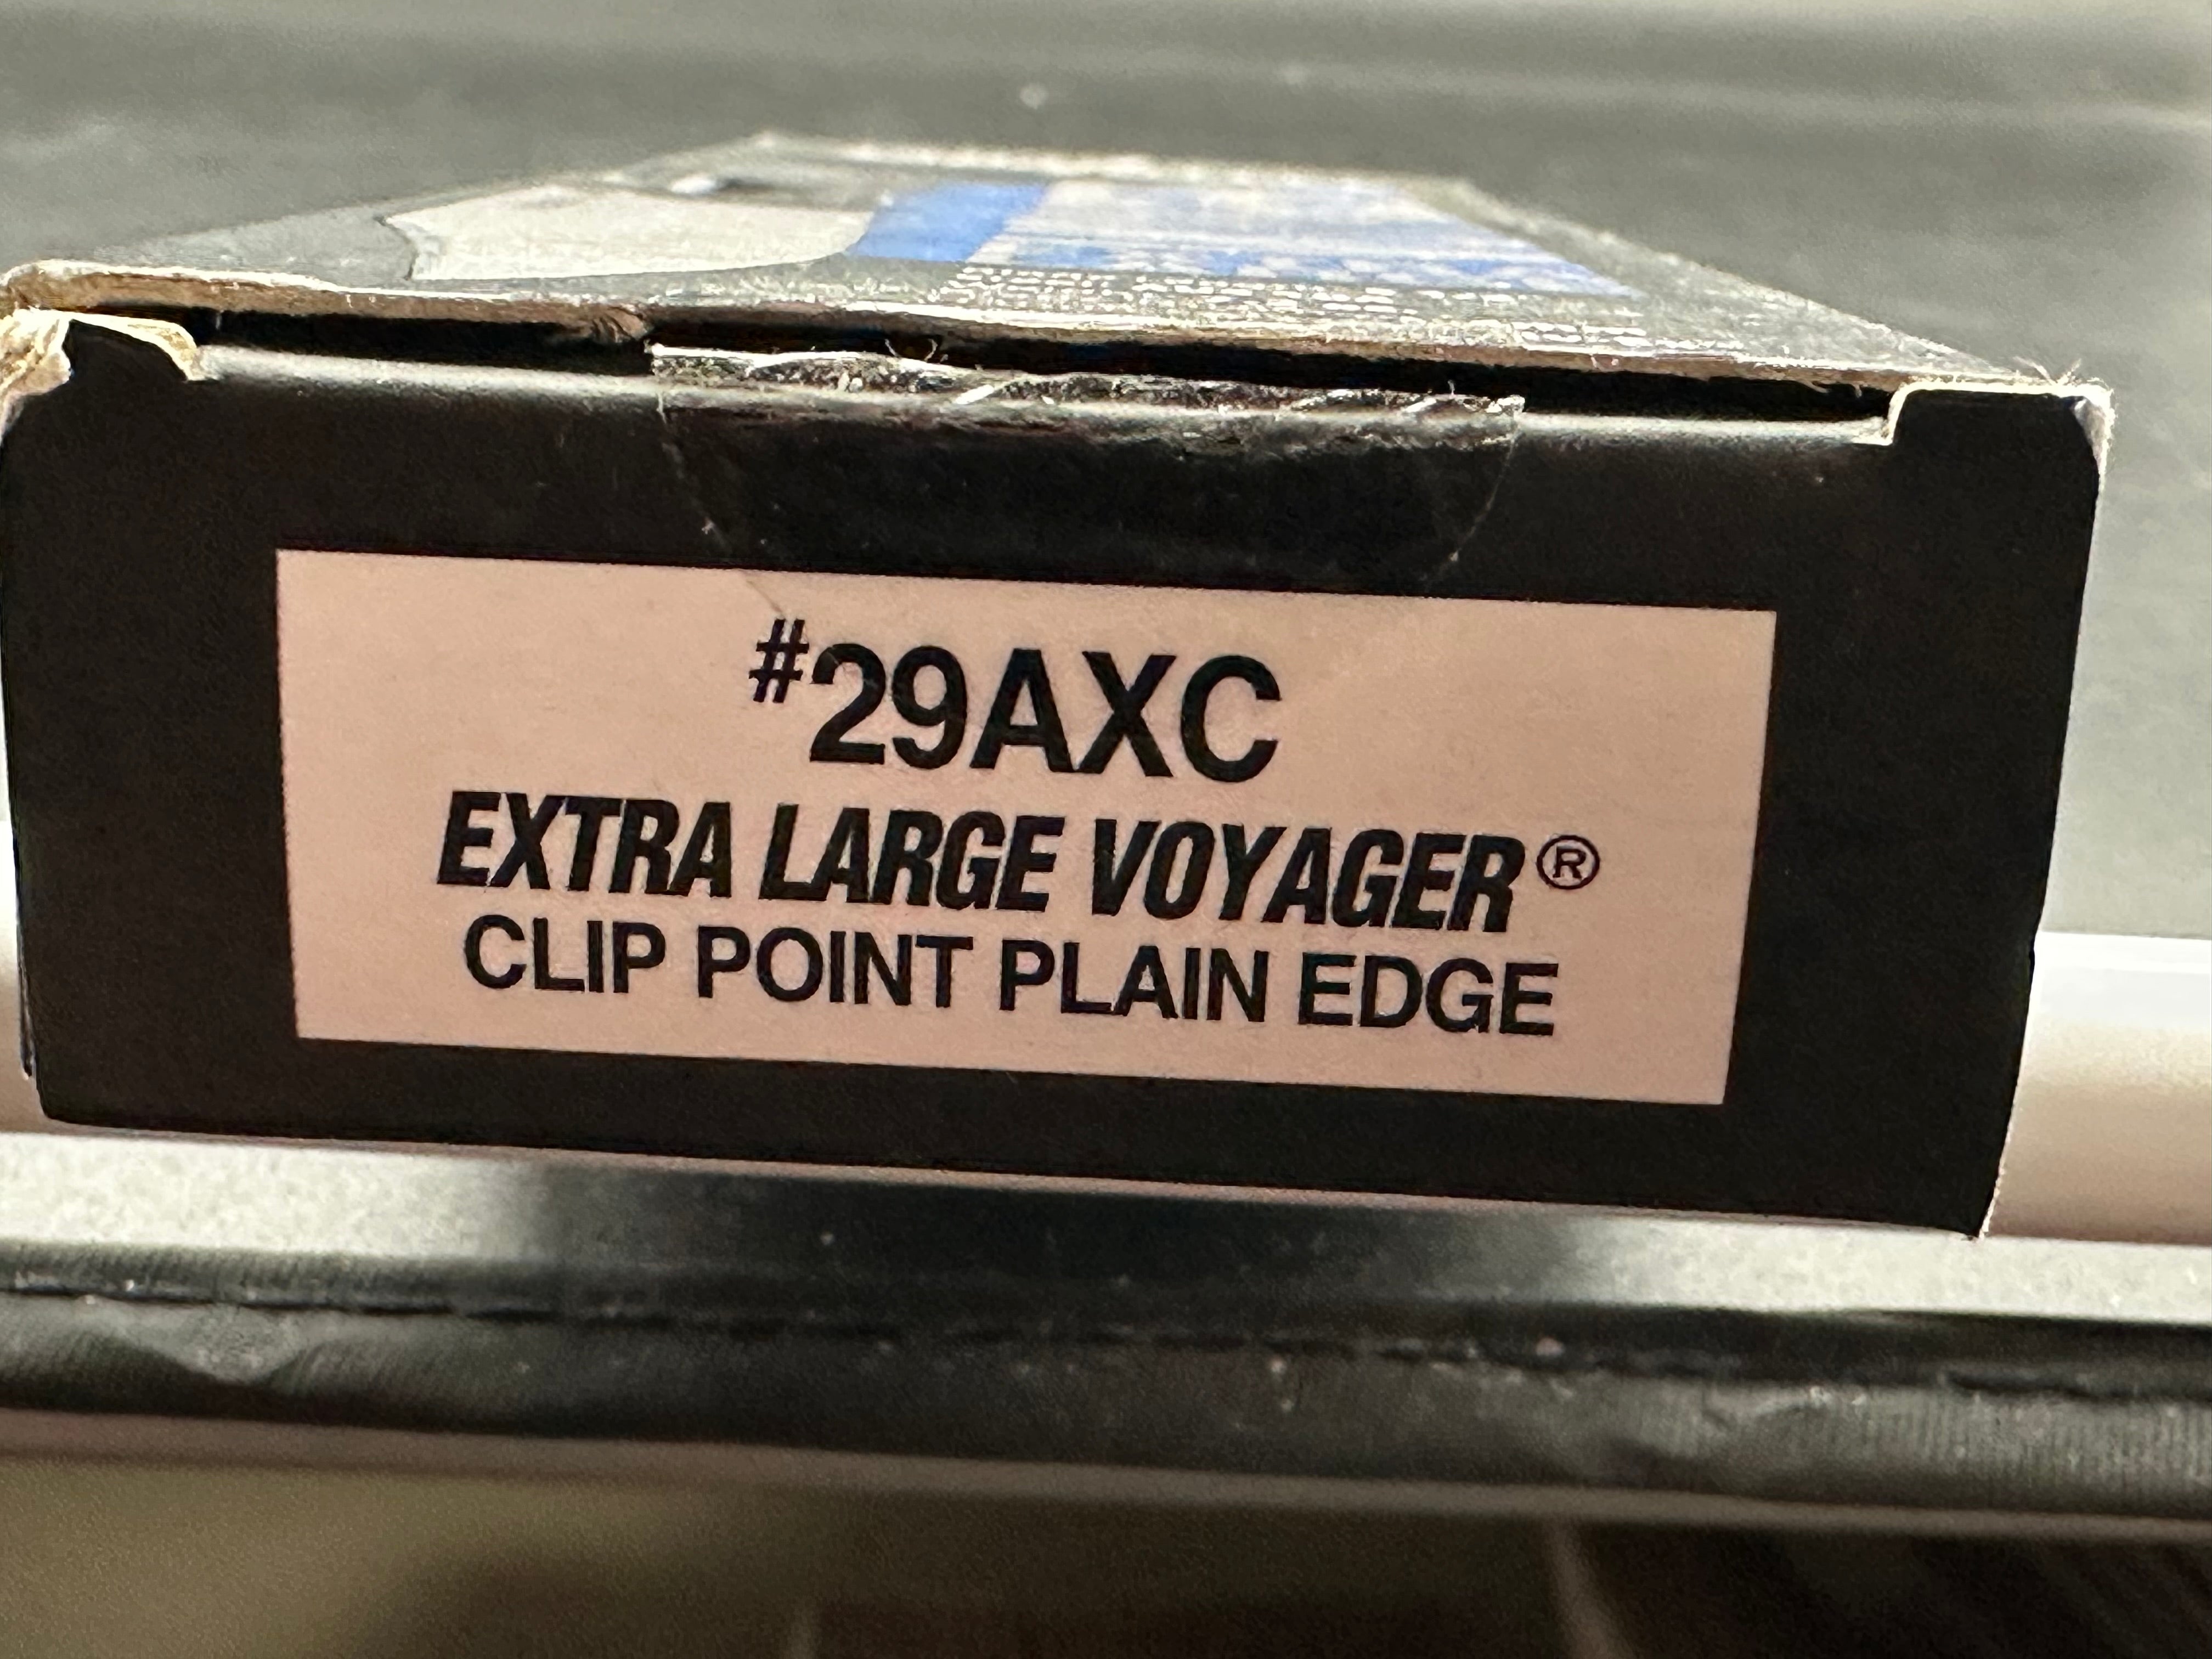 #29AXC
EXTRA LARGE VOYAGER®
CLIP POINT PLAIN EDGE